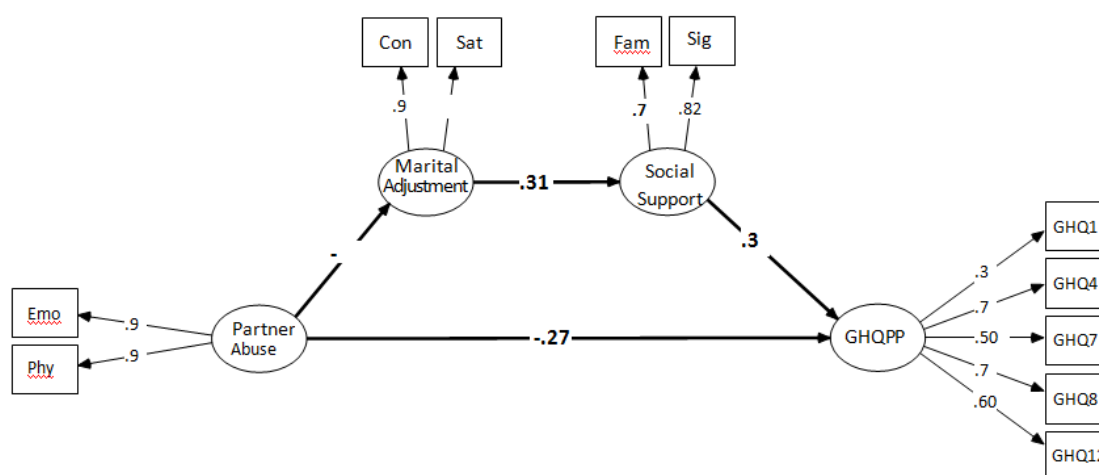 Con
Sat
Fam
Sig
.9
.7
.82
Marital
Adjustment
.31
Social
Support
-
.3
Emo
Phy
.9
.9
Partner
Abuse
-.27
GHQPP
.3
.7
.50
.7
.60
GHQ1
GHQ4
GHQ7
GHQ8
GHQ12